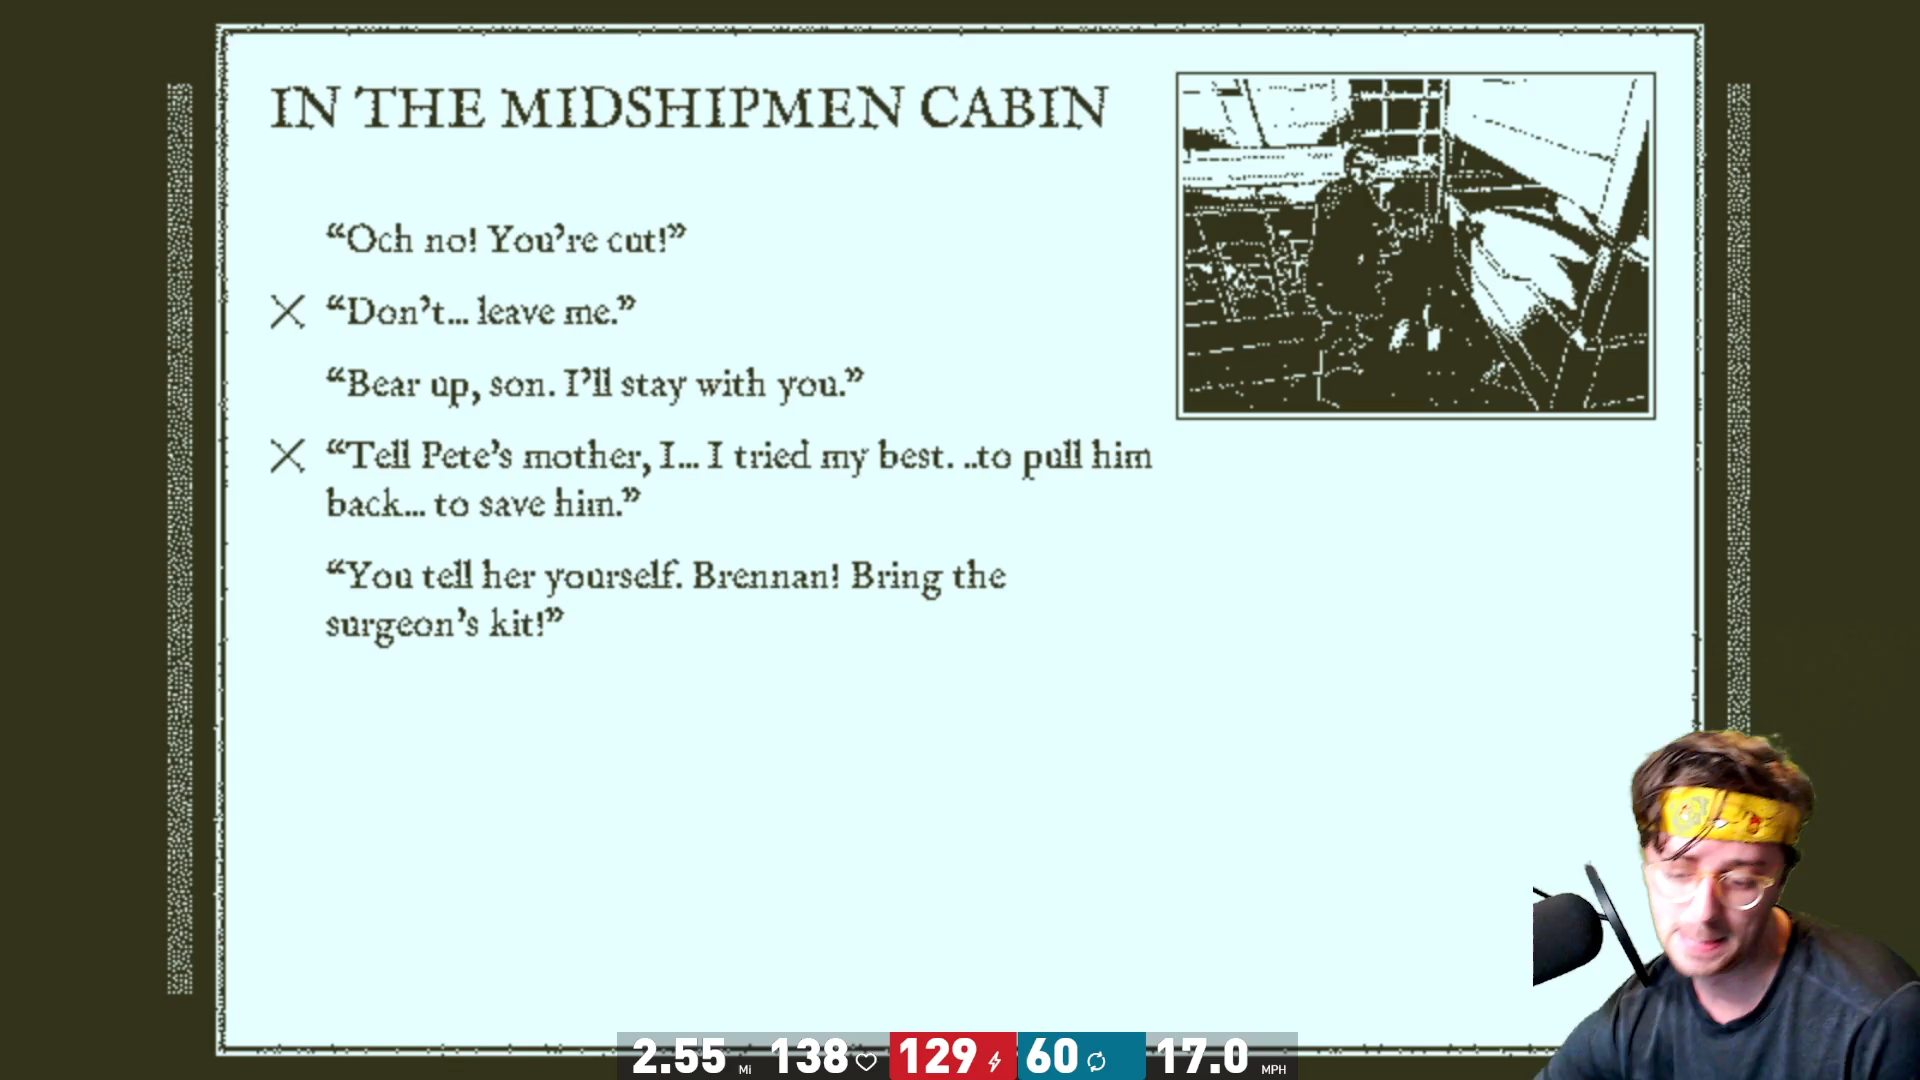 IN THE MIDSHIPMEN CABIN
“Och no! You’re cut!”
“Don’t... leave me.”
“Bear up, son. I’ll stay with you.”
“Tell Pete’s mother, I... I tried my best. ..to pull him
back... to save him.”
“You tell her yourself. Brennan! Bring the
surgeon’s kit!”
2.55 Mi 138 129 60 17.0 MPH